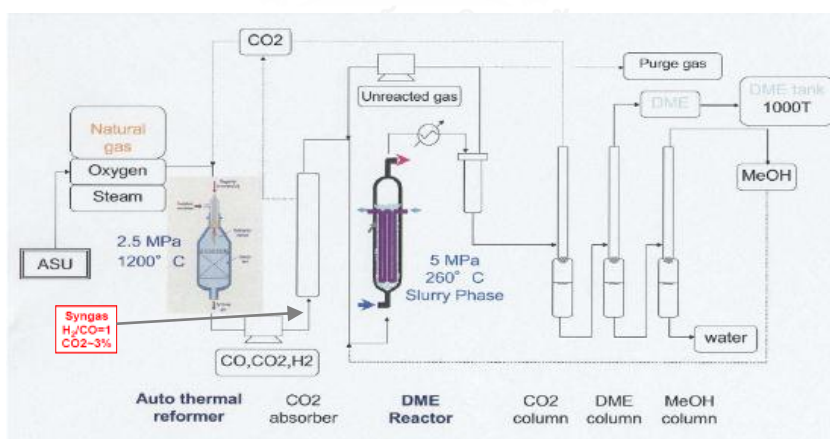 CO2
Purge gas
Unreacted gas
DME
DME tank
1000T
Natural
gas
Oxygen
Steam
MeOH
2.5 MPa
1200° C
5 MPa
260° C
Slurry Phase
ASU
Syngas
H₂/CO=1
CO2~3%
water
CO,CO2,H2
Auto thermal
reformer
CO2
absorber
DME
Reactor
CO2
column
DME
column
MeOH
column